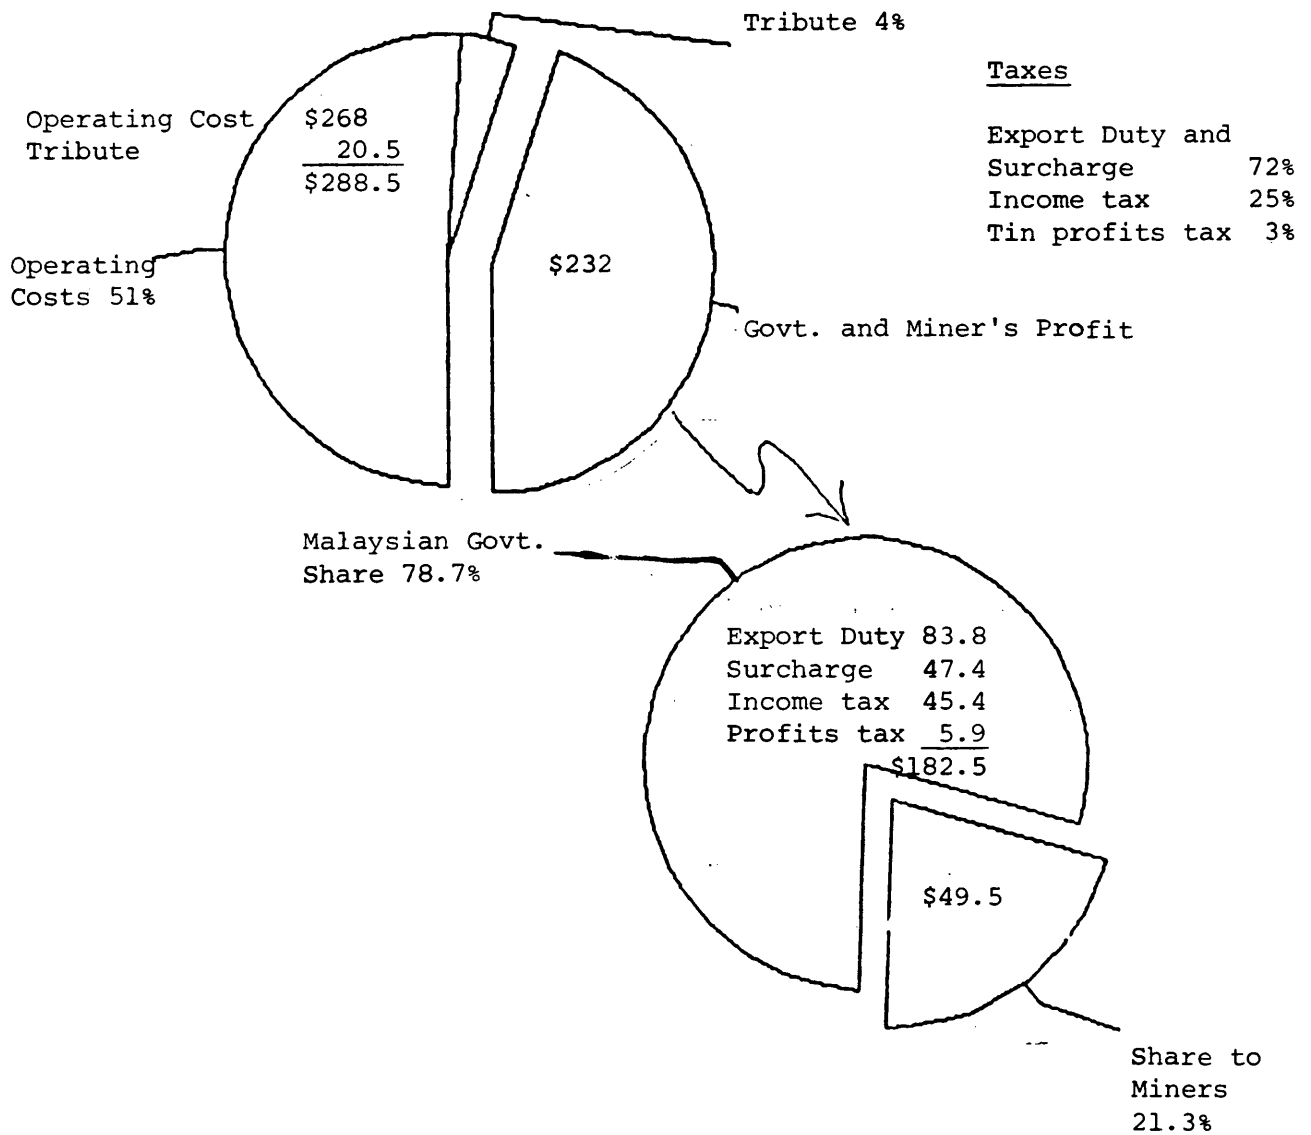 Tribute 4%
Taxes
Export Duty and
Surcharge 72%
Income tax 25%
Tin profits tax 3%
Operating Cost $268
Tribute 20.5
$288.5
Operating
Costs 51%
$232
Govt. and Miner's Profit
Malaysian Govt.
Share 78.7%
Export Duty 83.8
Surcharge 47.4
Income tax 45.4
Profits tax 5.9
$182.5
$49.5
Share to
Miners
21.3%